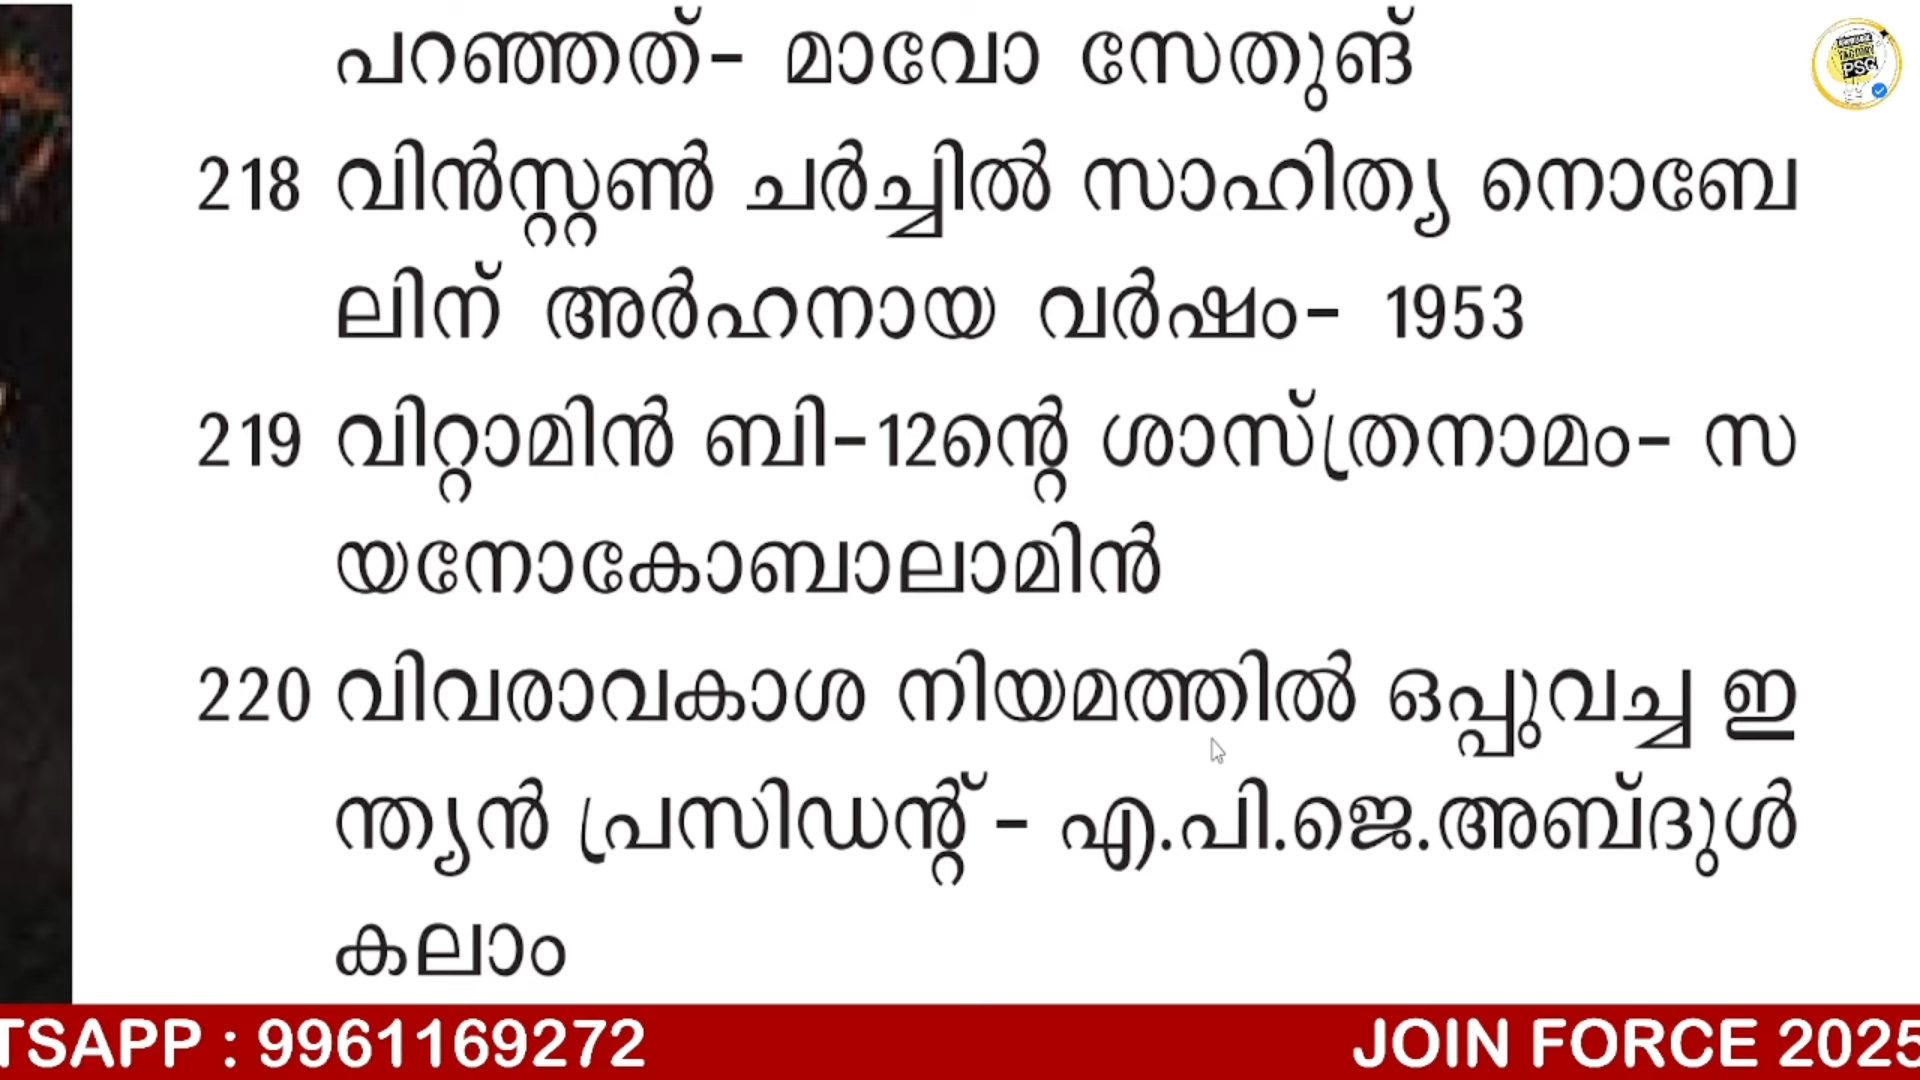 പറഞ്ഞത്- മാവോ സേതുങ്
218 വിൻസ്റ്റൺ ചർച്ചിൽ സാഹിത്യ നൊബേ
ലിന് അർഹനായ വർഷം- 1953
219 വിറ്റാമിൻ ബി-12ന്റെ ശാസ്ത്രനാമം- സ
യനോകോബാലാമിൻ
220 വിവരാവകാശ നിയമത്തിൽ ഒപ്പുവച്ച ഇ
ന്ത്യൻ പ്രസിഡന്റ് - എ.പി.ജെ.അബ്ദുൾ
കലാം
TSAPP : 9961169272
JOIN FORCE 2025
PSC